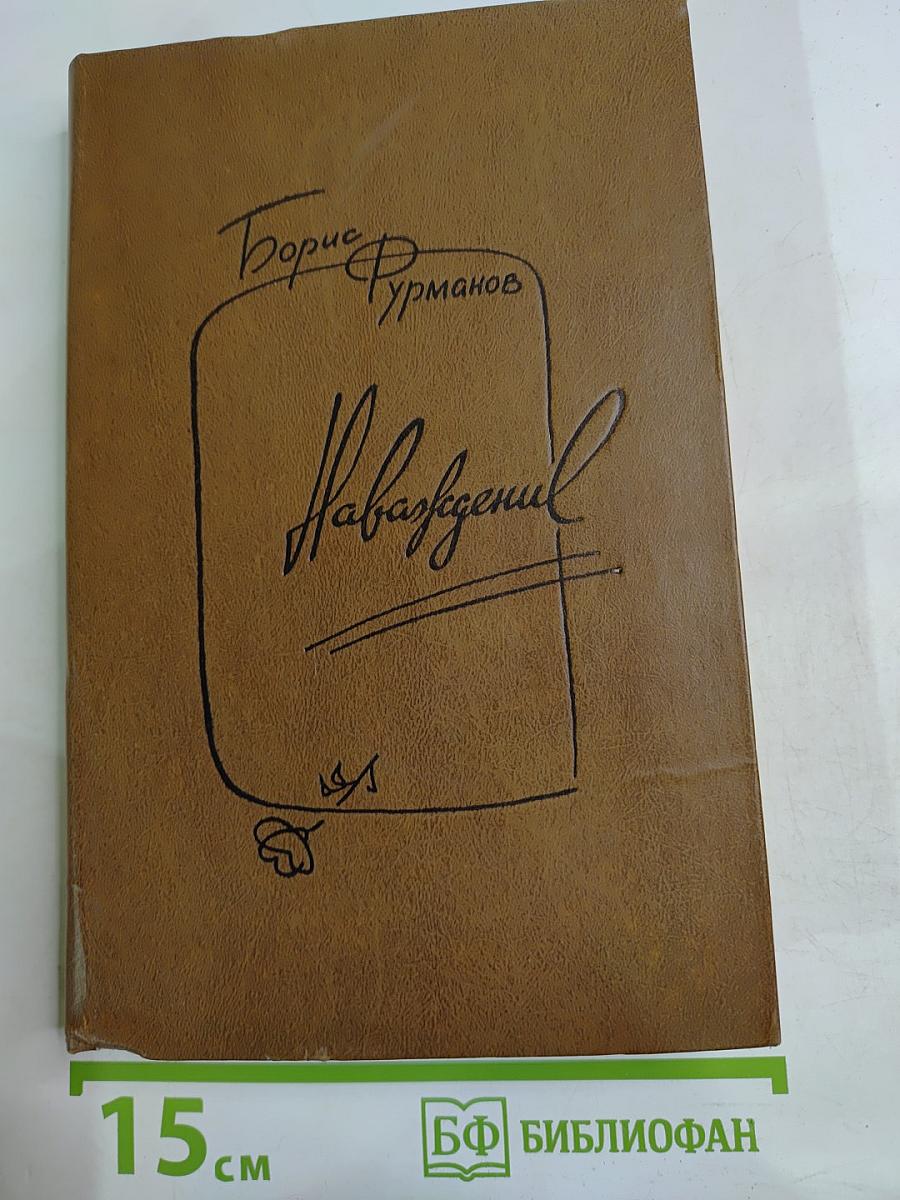 Борис
Фурманов
Наваждение
15 см
БФ БИБЛИОФАН